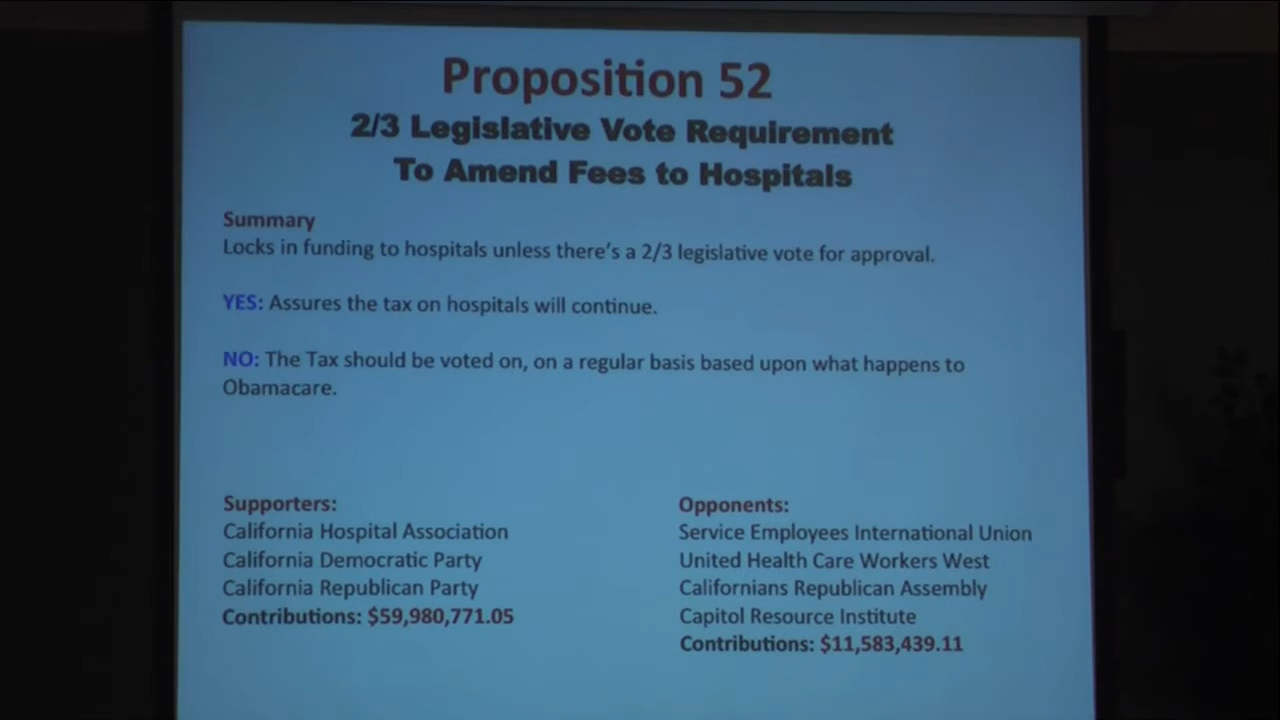 Proposition 52
2/3 Legislative Vote Requirement
To Amend Fees to Hospitals
Summary
Locks in funding to hospitals unless there's a 2/3 legislative vote for approval.
YES: Assures the tax on hospitals will continue.
NO: The Tax should be voted on, on a regular basis based upon what happens to
Obamacare.
Supporters:
California Hospital Association
California Democratic Party
California Republican Party
Contributions: $59,980,771.05
Opponents:
Service Employees International Union
United Health Care Workers West
Californians Republican Assembly
Capitol Resource Institute
Contributions: $11,583,439.11